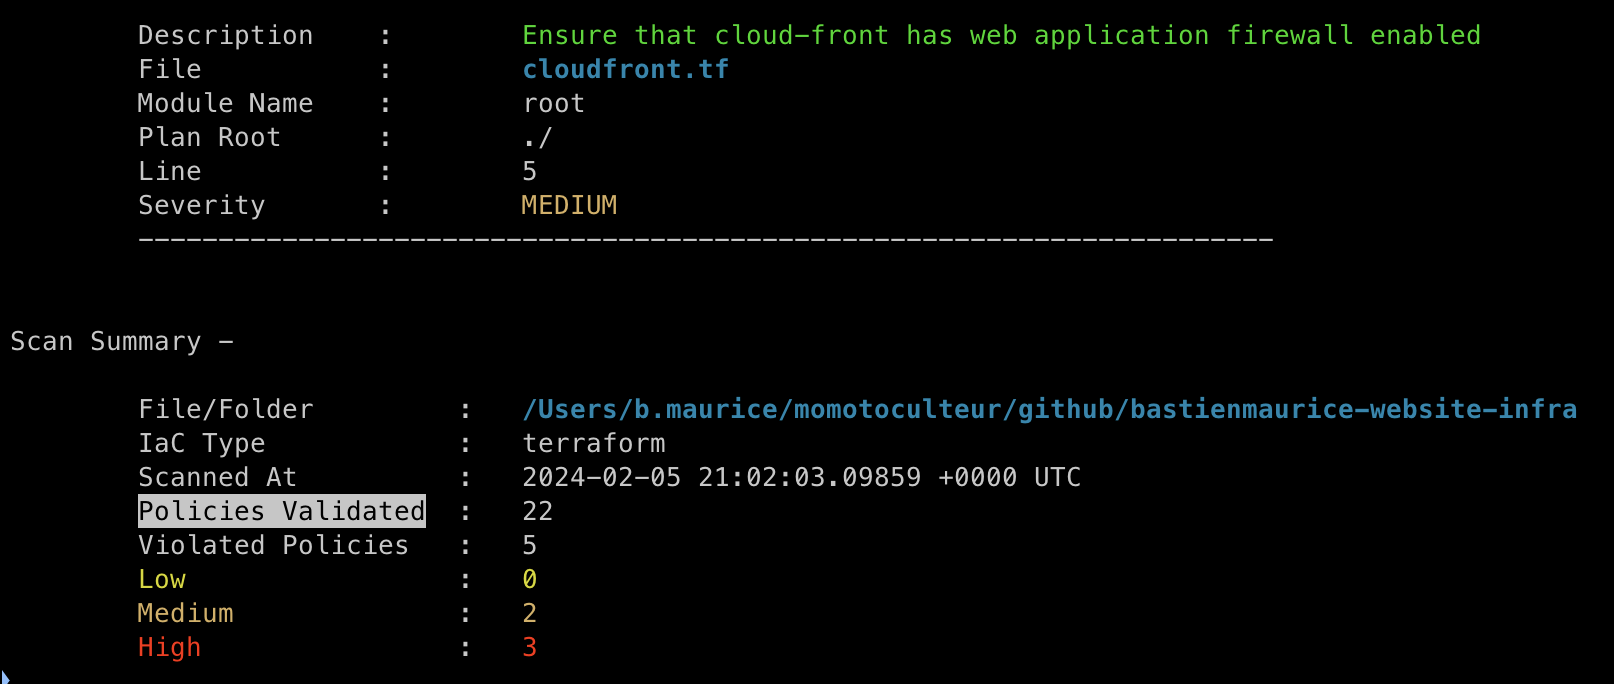 Description : Ensure that cloud-front has web application firewall enabled
File : cloudfront.tf
Module Name : root
Plan Root : ./
Line : 5
Severity : MEDIUM
-----------------------------------------------------------------------
Scan Summary -
File/Folder : /Users/b.maurice/momotoculteur/github/bastienmaurice-website-infra
IaC Type : terraform
Scanned At : 2024-02-05 21:02:03.09859 +0000 UTC
Policies Validated : 22
Violated Policies : 5
Low : 0
Medium : 2
High : 3